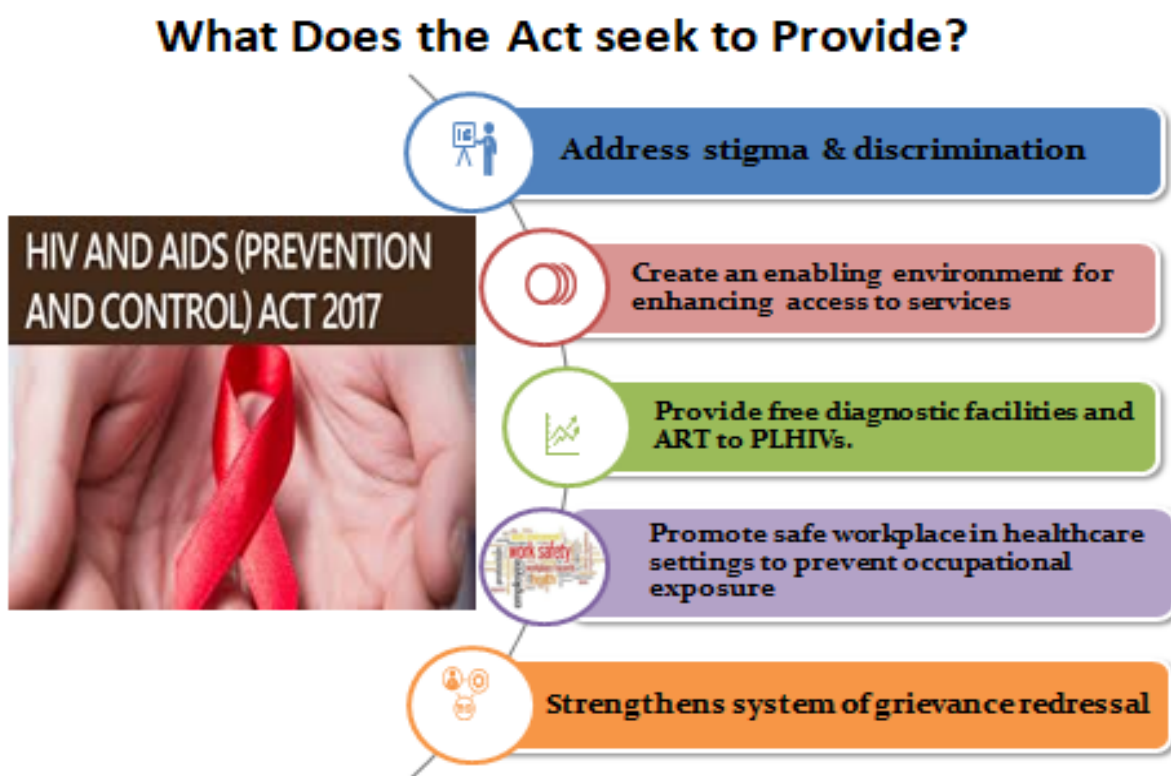 What Does the Act seek to Provide?
Address stigma & discrimination
HIV AND AIDS (PREVENTION
AND CONTROL) ACT 2017
Create an enabling environment for
enhancing access to services
Provide free diagnostic facilities and
ART to PLHIVs.
work safety
Promote safe workplace in healthcare
settings to prevent occupational
exposure
Strengthens system of grievance redressal